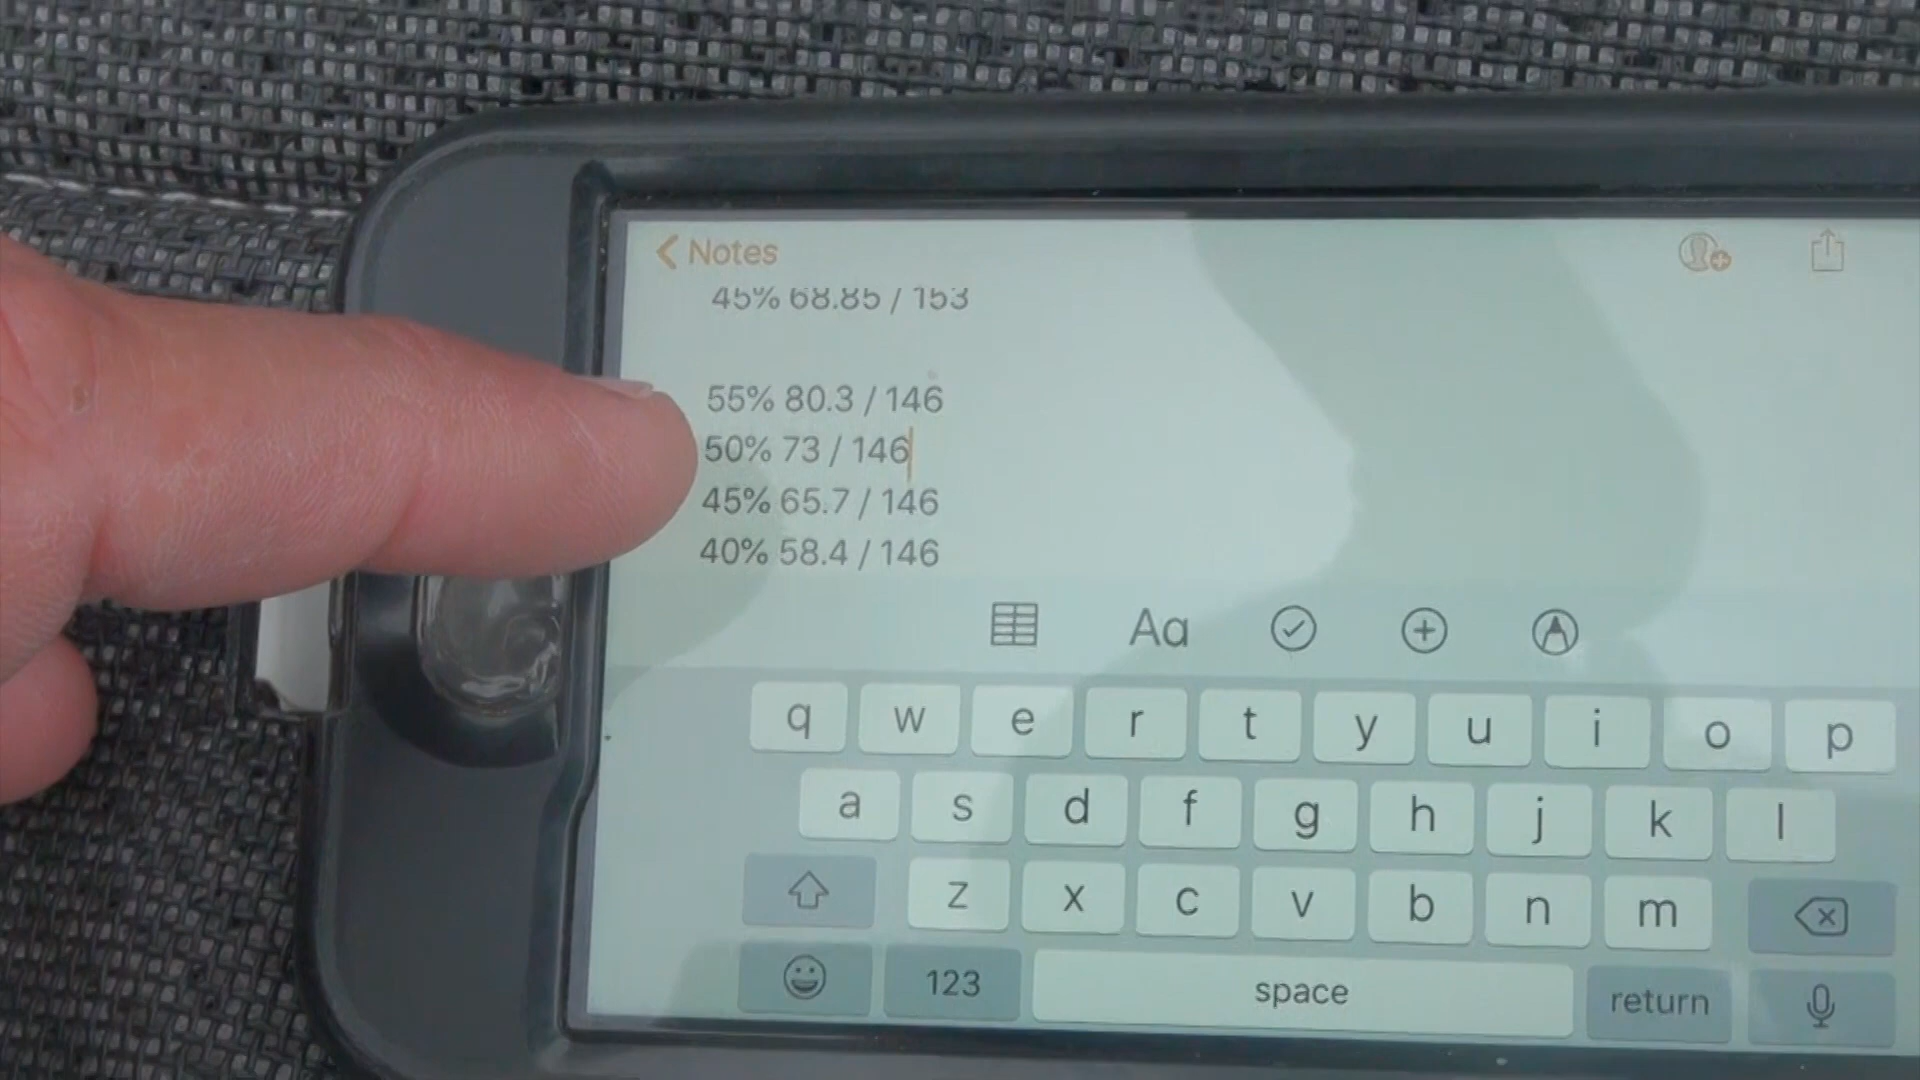 Notes
45% 68.85 / 153
55% 80.3 / 146
50% 73 / 146
45% 65.7 / 146
40% 58.4 / 146
Aa
q w e r t y u i o p
a s d f g h j k l
z x c v b n m
123 space return